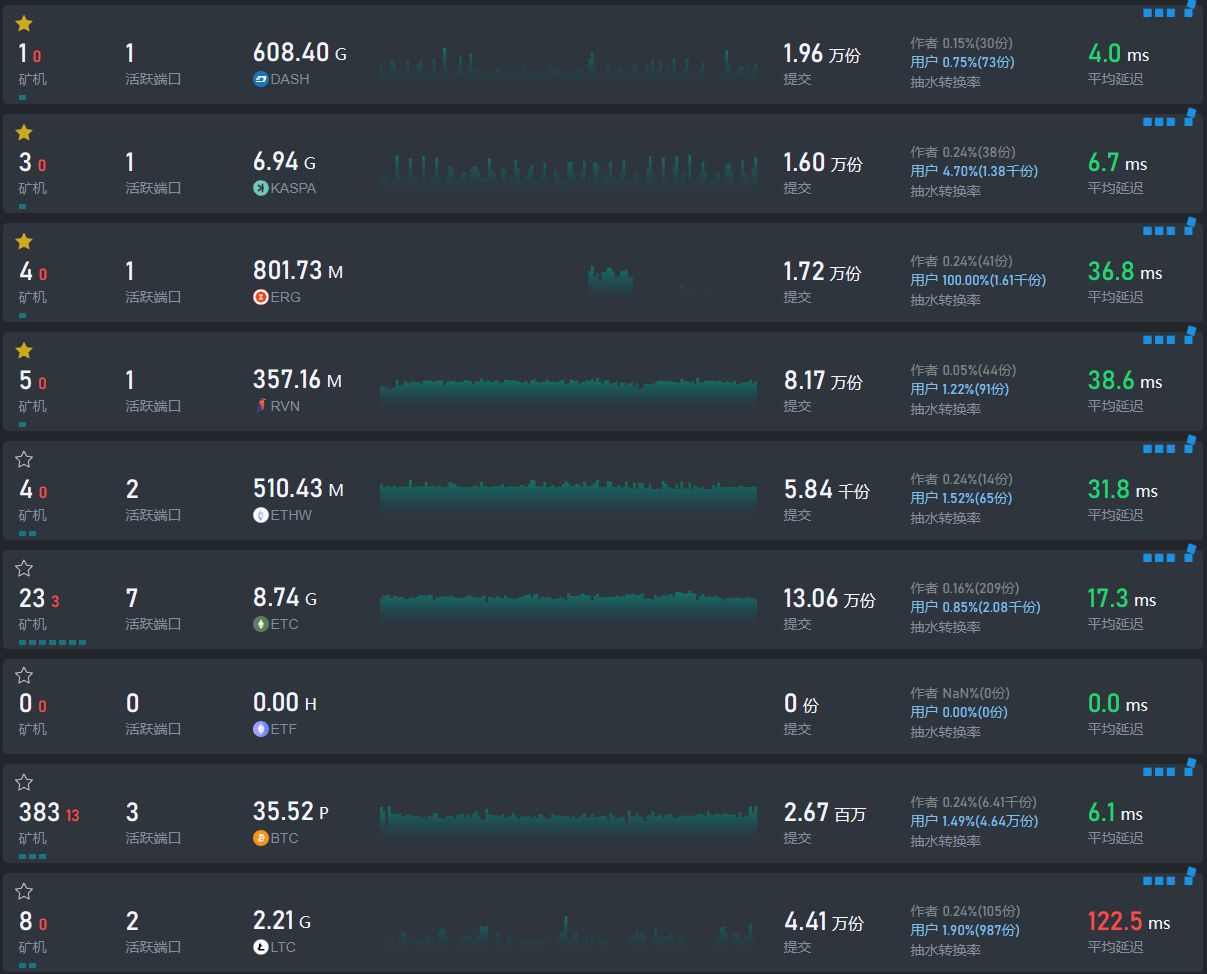 1 0 1 608.40 G 1.96 万份 作者 0.15%(30份) 4.0 ms
用户 0.75%(73份)
矿机 活跃端口 DASH 提交 抽水转换率 平均延迟
3 0 1 6.94 G 1.60 万份 作者 0.24%(38份) 6.7 ms
用户 4.70%(1.38千份)
矿机 活跃端口 KASPA 提交 抽水转换率 平均延迟
4 0 1 801.73 M 1.72 万份 作者 0.24%(41份) 36.8 ms
用户 100.00%(1.61千份)
矿机 活跃端口 ERG 提交 抽水转换率 平均延迟
5 0 1 357.16 M 8.17 万份 作者 0.05%(44份) 38.6 ms
用户 1.22%(91份)
矿机 活跃端口 RVN 提交 抽水转换率 平均延迟
4 0 2 510.43 M 5.84 千份 作者 0.24%(14份) 31.8 ms
用户 1.52%(65份)
矿机 活跃端口 ETHW 提交 抽水转换率 平均延迟
23 3 7 8.74 G 13.06 万份 作者 0.16%(209份) 17.3 ms
用户 0.85%(2.08千份)
矿机 活跃端口 ETC 提交 抽水转换率 平均延迟
0 0 0 0.00 H 0 份 作者 NaN%(0份) 0.0 ms
用户 0.00%(0份)
矿机 活跃端口 ETF 提交 抽水转换率 平均延迟
383 13 3 35.52 P 2.67 百万 作者 0.24%(6.41千份) 6.1 ms
用户 1.49%(4.64万份)
矿机 活跃端口 BTC 提交 抽水转换率 平均延迟
8 0 2 2.21 G 4.41 万份 作者 0.24%(105份) 122.5 ms
用户 1.90%(987份)
矿机 活跃端口 LTC 提交 抽水转换率 平均延迟